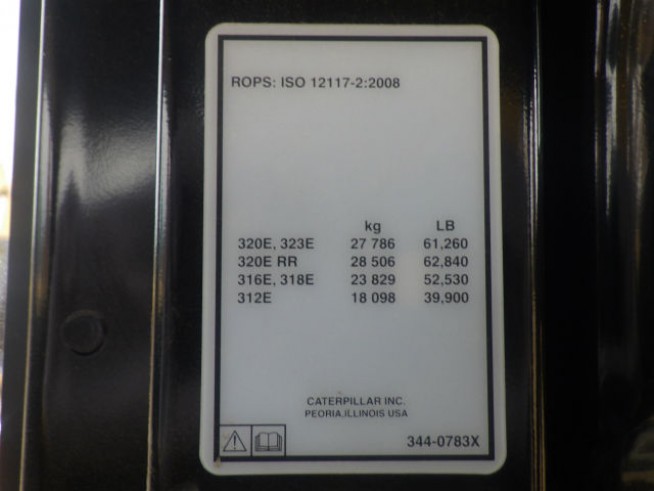 ROPS: ISO 12117-2:2008
kg LB
320E, 323E 27 786 61,260
320E RR 28 506 62,840
316E, 318E 23 829 52,530
312E 18 098 39,900
CATERPILLAR INC.
PEORIA,ILLINOIS USA
344-0783X